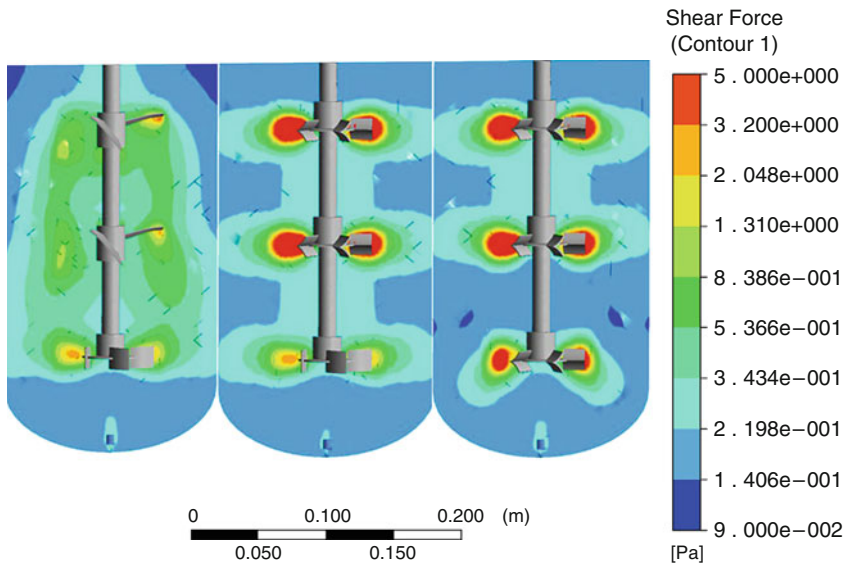 Shear Force
(Contour 1)
5 . 000e+000
3 . 200e+000
2 . 048e+000
1 . 310e+000
8 . 386e−001
5 . 366e−001
3 . 434e−001
2 . 198e−001
1 . 406e−001
9 . 000e−002
[Pa]
0 0.100 0.200 (m)
0.050 0.150